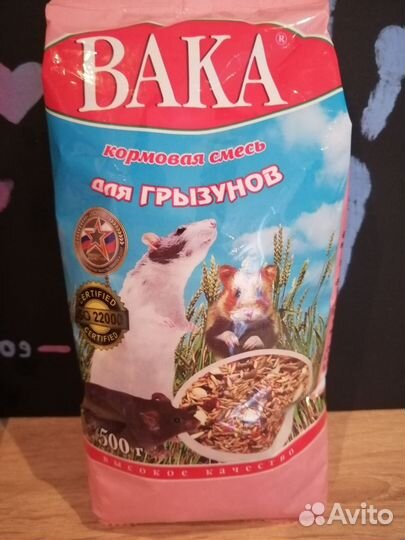 ВАКА®
кормовая смесь
для ГРЫЗУНОВ
CERTIFIED
ISO 22000
CERTIFIED
500 г
высокое качество
Avito